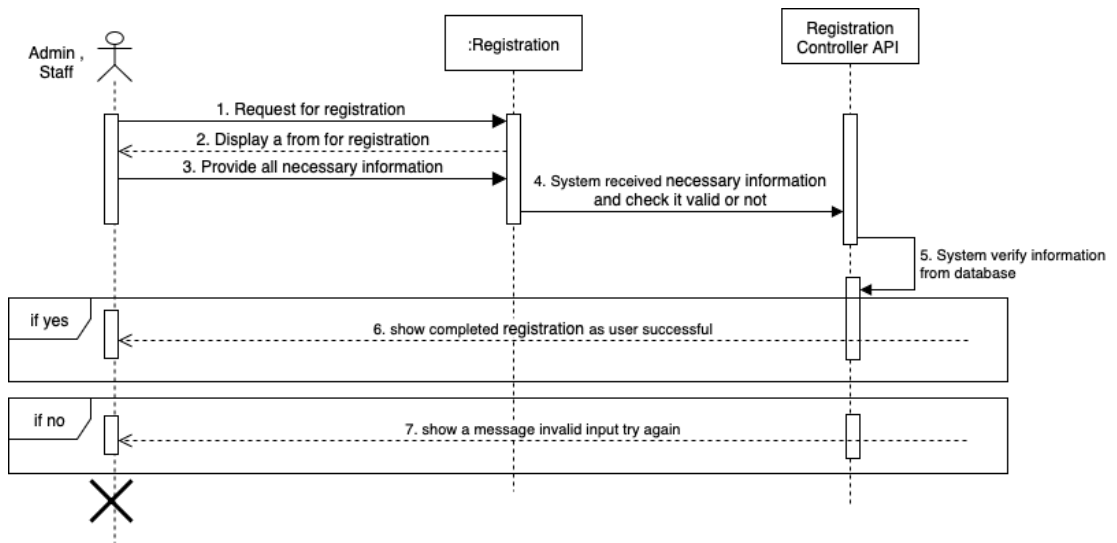 Admin ,
Staff
:Registration
Registration
Controller API
1. Request for registration
2. Display a from for registration
3. Provide all necessary information
4. System received necessary information
and check it valid or not
5. System verify information
from database
if yes
6. show completed registration as user successful
if no
7. show a message invalid input try again